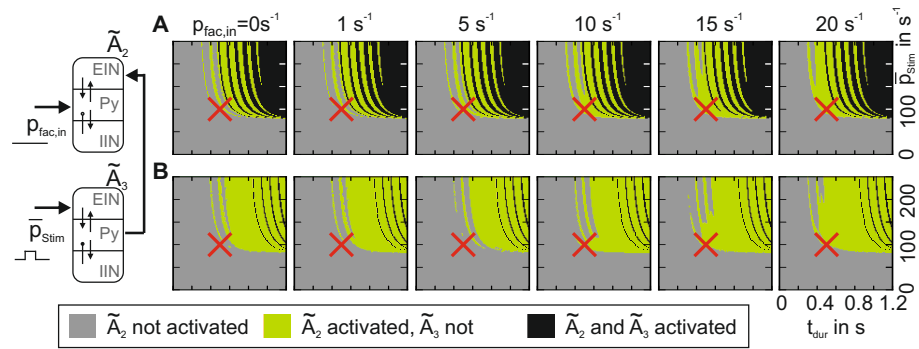 A p_fac,in=0s⁻¹ 1 s⁻¹ 5 s⁻¹ 10 s⁻¹ 15 s⁻¹ 20 s⁻¹
Ã₂
EIN
Py
IIN
p_fac,in
0 100 p̅_Stim in s⁻¹
B
Ã₃
EIN
Py
IIN
p̅_Stim
0 100 200
0 0.4 0.8 1.2
t_dur in s
Ã₂ not activated Ã₂ activated, Ã₃ not Ã₂ and Ã₃ activated